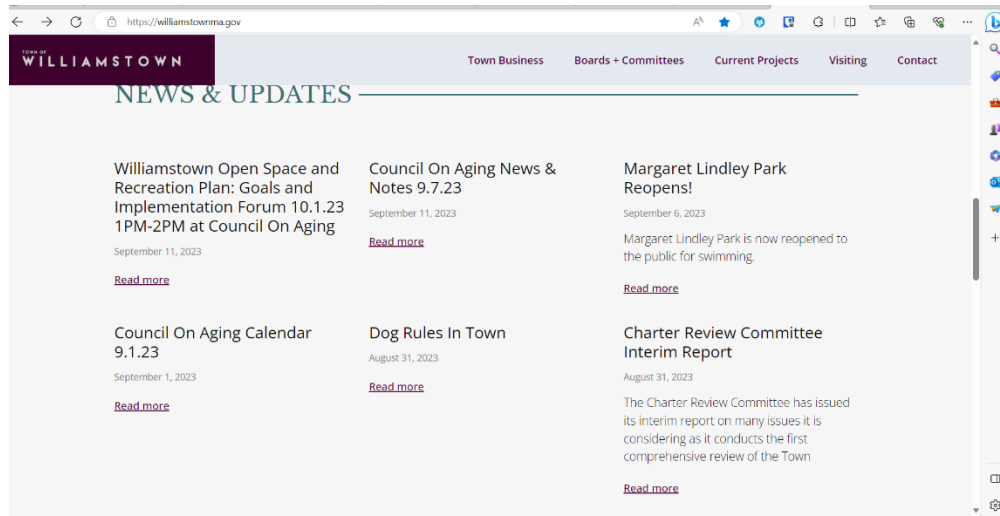 https://williamstownma.gov
TOWN OF
WILLIAMSTOWN
Town Business
Boards + Committees
Current Projects
Visiting
Contact
NEWS & UPDATES
Williamstown Open Space and
Recreation Plan: Goals and
Implementation Forum 10.1.23
1PM-2PM at Council On Aging
September 11, 2023
Read more
Council On Aging News &
Notes 9.7.23
September 11, 2023
Read more
Margaret Lindley Park
Reopens!
September 6, 2023
Margaret Lindley Park is now reopened to
the public for swimming,
Read more
Council On Aging Calendar
9.1.23
September 1, 2023
Read more
Dog Rules In Town
August 31, 2023
Read more
Charter Review Committee
Interim Report
August 31, 2023
The Charter Review Committee has issued
its interim report on many issues it is
considering as it conducts the first
comprehensive review of the Town
Read more